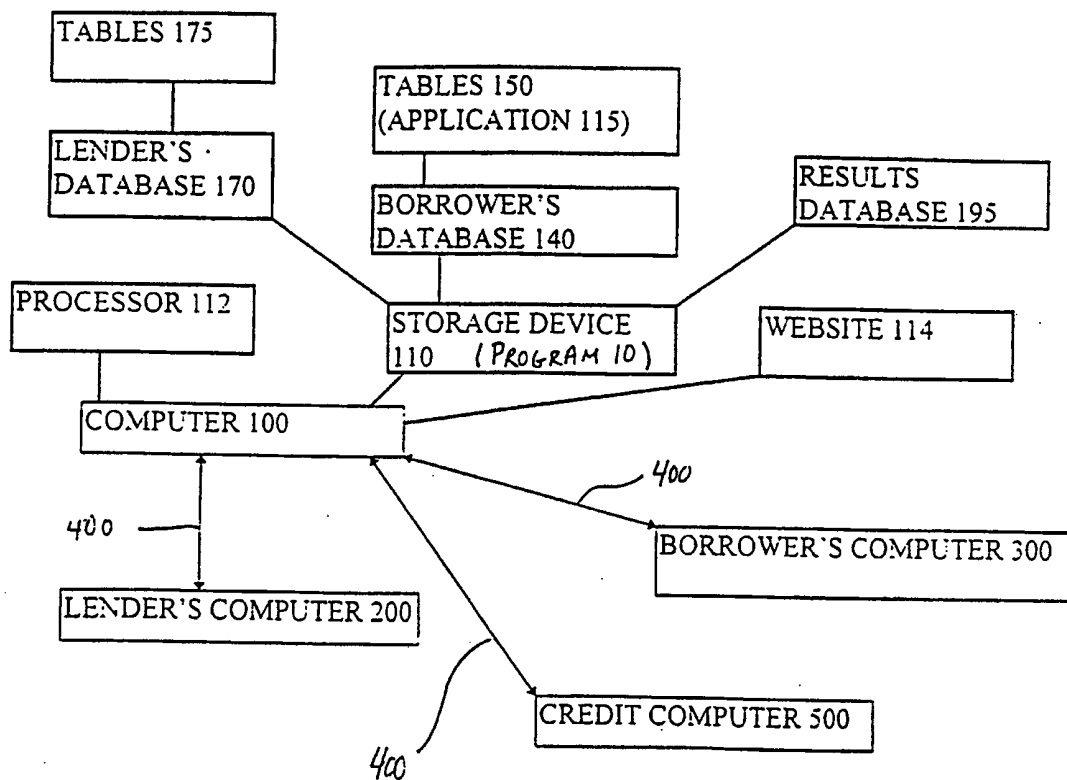 TABLES 175
TABLES 150
(APPLICATION 115)
LENDER'S
DATABASE 170
BORROWER'S
DATABASE 140
RESULTS
DATABASE 195
PROCESSOR 112
STORAGE DEVICE
110 (PROGRAM 10)
WEBSITE 114
COMPUTER 100
400
400
BORROWER'S COMPUTER 300
LENDER'S COMPUTER 200
CREDIT COMPUTER 500
400